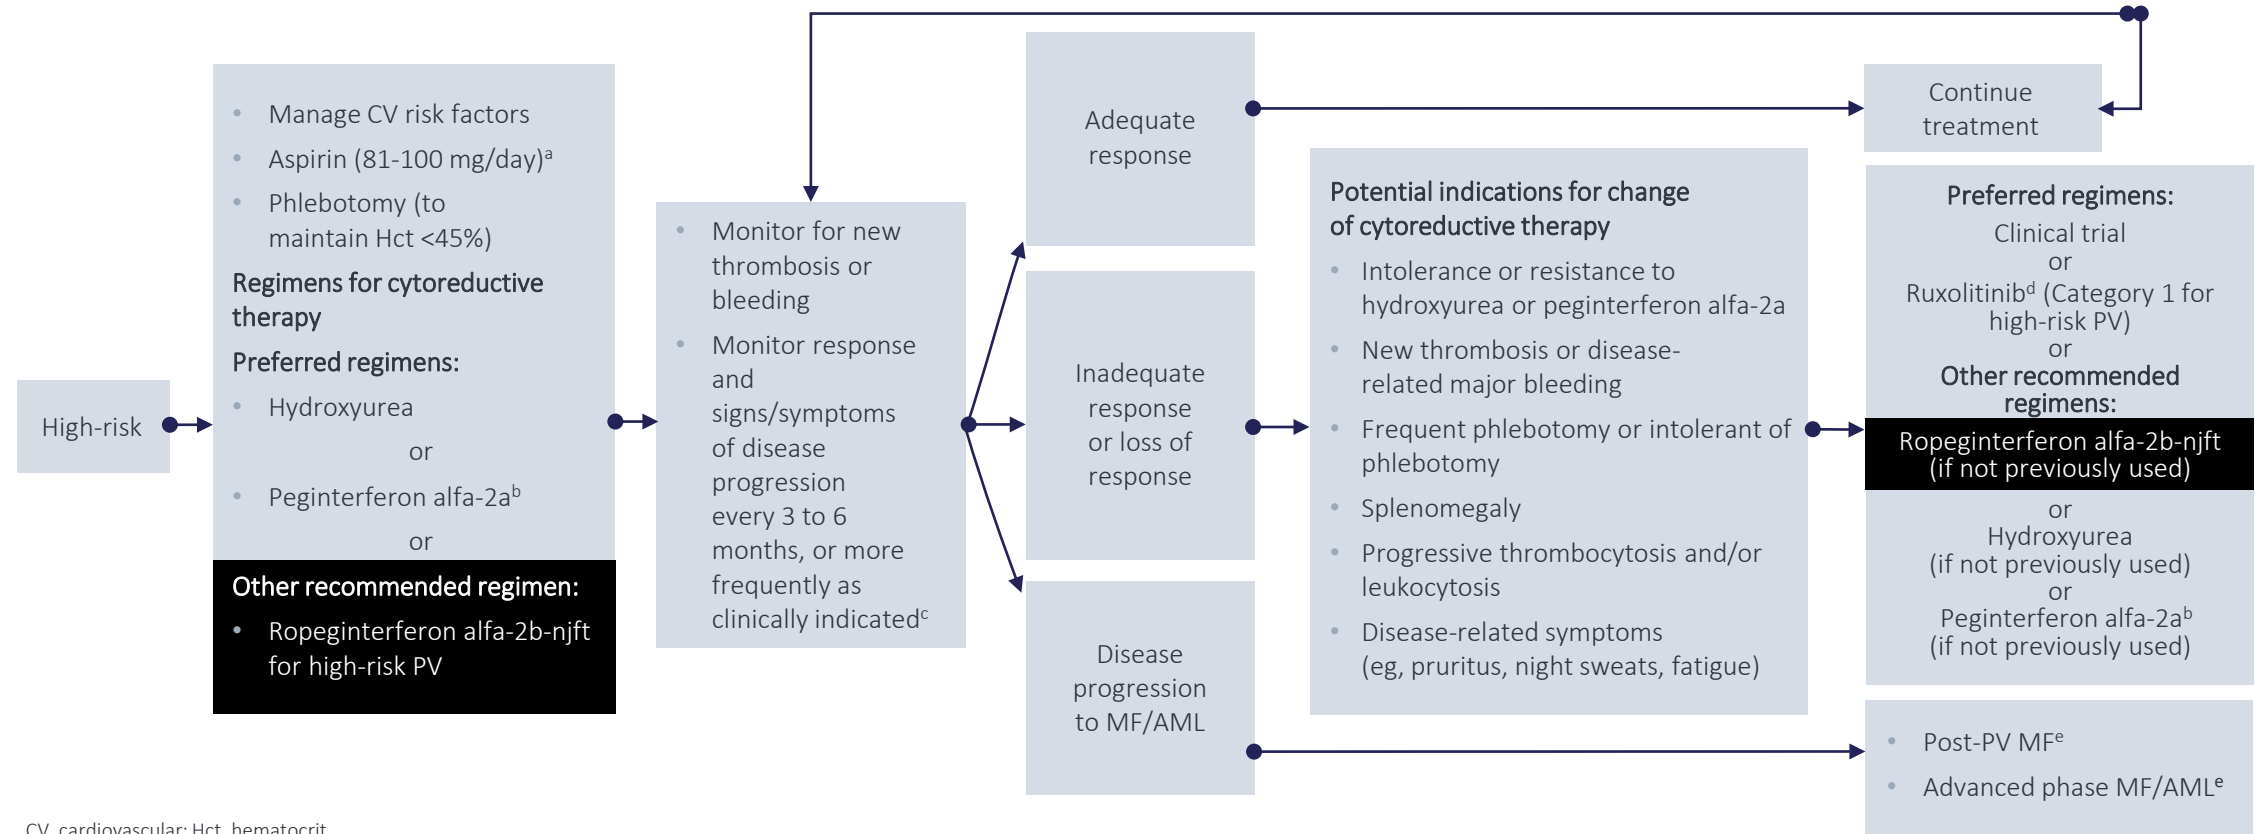 High-risk
• Manage CV risk factors
• Aspirin (81-100 mg/day)a
• Phlebotomy (to
maintain Hct <45%)
Regimens for cytoreductive
therapy
Preferred regimens:
• Hydroxyurea
or
• Peginterferon alfa-2ab
or
Other recommended regimen:
• Ropeginterferon alfa-2b-njft
for high-risk PV
• Monitor for new
thrombosis or
bleeding
• Monitor response
and
signs/symptoms
of disease
progression
every 3 to 6
months, or more
frequently as
clinically indicatedc
Adequate
response
Inadequate
response
or loss of
response
Disease
progression
to MF/AML
Potential indications for change
of cytoreductive therapy
• Intolerance or resistance to
hydroxyurea or peginterferon alfa-2a
• New thrombosis or disease-
related major bleeding
• Frequent phlebotomy or intolerant of
phlebotomy
• Splenomegaly
• Progressive thrombocytosis and/or
leukocytosis
• Disease-related symptoms
(eg, pruritus, night sweats, fatigue)
Continue
treatment
Preferred regimens:
Clinical trial
or
Ruxolitinibd (Category 1 for
high-risk PV)
or
Other recommended
regimens:
Ropeginterferon alfa-2b-njft
(if not previously used)
or
Hydroxyurea
(if not previously used)
or
Peginterferon alfa-2ab
(if not previously used)
• Post-PV MFe
• Advanced phase MF/AMLe
CV, cardiovascular; Hct, hematocrit